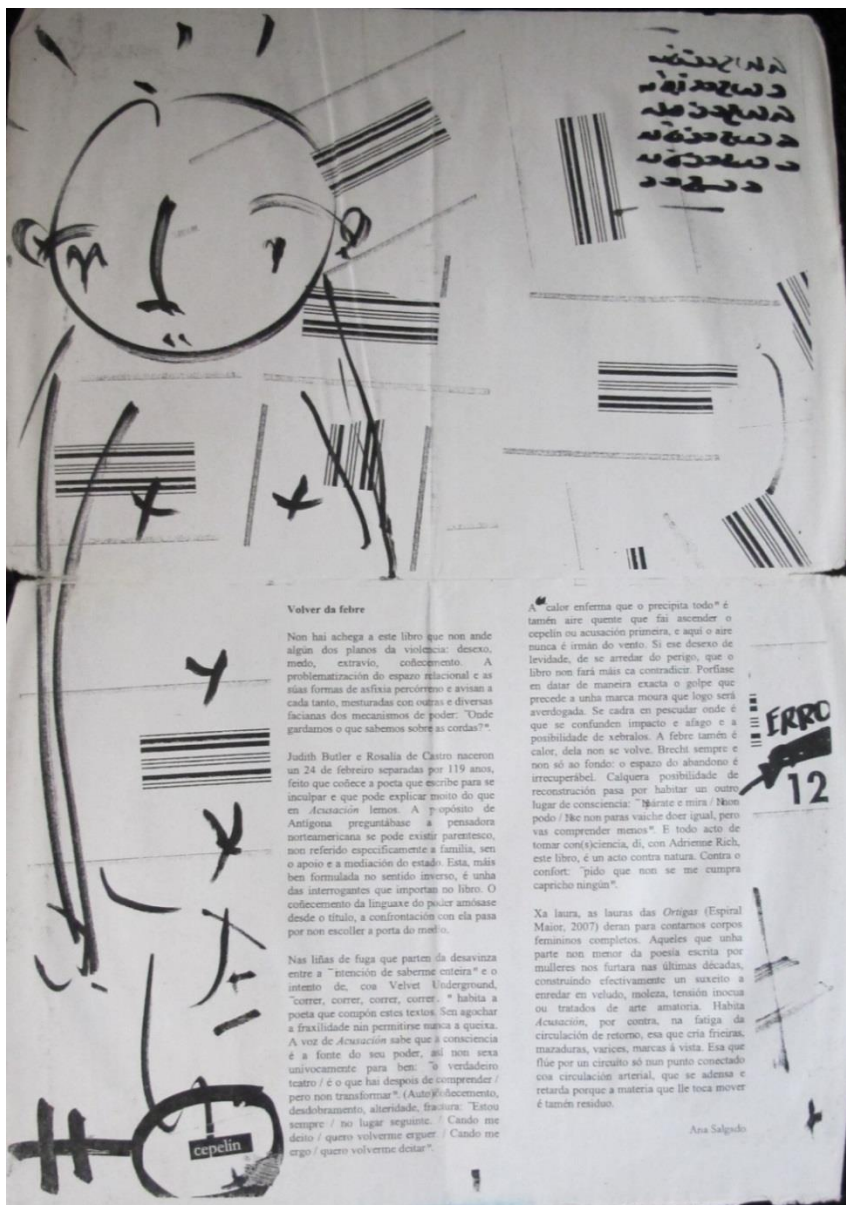 Volver da febre
Non hai achega a este libro que non ande
algún dos planos da violencia: desexo,
medo, extravío, coñecemento. A
problematización do espazo relacional e as
súas formas de asfixia percórreno e avisan a
cada tanto, mesturadas con outras e diversas
facianas dos mecanismos de poder: "Onde
gardamos o que sabemos sobre as cordas?".
Judith Butler e Rosalía de Castro naceron
un 24 de febreiro separadas por 119 anos,
feito que coñece a poeta que escribe para se
inculpar e que pode explicar moito do que
en Acusación lemos. A propósito de
Antígona preguntábase a pensadora
norteamericana se pode existir parentesco,
non referido especificamente a familia, sen
o apoio e a mediación do estado. Esta, máis
ben formulada no sentido inverso, é unha
das interrogantes que importan no libro. O
coñecemento da linguaxe do poder amósase
desde o título, a confrontación con ela pasa
por non escoller a porta do medio.
Nas liñas de fuga que parten da desavinza
entre a "intención de saberme enteira" e o
intento de, coa Velvet Underground,
"correr, correr, correr, correr. " habita a
poeta que compón estes textos. Sen agochar
a fraxilidade nin permitirse nunca a queixa.
A voz de Acusación sabe que a consciencia
é a fonte do seu poder, así non sexa
univocamente para ben: "o verdadeiro
teatro / é o que hai despois de comprender /
pero non transformar". (Auto)coñecemento,
desdobramento, alteridade, fractura: "Estou
sempre / no lugar seguinte. / Cando me
deito / quero volverme erguer. / Cando me
ergo / quero volverme deitar".
A "calor enferma que o precipita todo" é
tamén aire quente que fai ascender o
cepelín ou acusación primeira, e aquí o aire
nunca é irmán do vento. Si ese desexo de
levidade, de se arredar do perigo, que o
libro non fará máis ca contradicir. Porfíase
en datar de maneira exacta o golpe que
precede a unha marca moura que logo será
averdogada. Se cadra en pescudar onde é
que se confunden impacto e afago e a
posibilidade de xebralos. A febre tamén é
calor, dela non se volve. Brecht sempre e
non só ao fondo: o espazo do abandono é
irrecuperábel. Calquera posibilidade de
reconstrución pasa por habitar un outro
lugar de consciencia: "Párate e mira / Non
podo / Se non paras vaiche doer igual, pero
vas comprender menos". E todo acto de
tomar con(s)ciencia, di, con Adrienne Rich,
este libro, é un acto contra natura. Contra o
confort: "pido que non se me cumpra
capricho ningún".
Xa laura, as lauras das Ortigas (Espiral
Maior, 2007) deran para contarnos corpos
femininos completos. Aqueles que unha
parte non menor da poesía escrita por
mulleres nos furtara nas últimas décadas,
construíndo efectivamente un suxeito a
enredar en veludo, moleza, tensión inocua
ou tratados de arte amatoria. Habita
Acusación, por contra, na fatiga da
circulación de retorno, esa que cría frieiras,
mazaduras, varices, marcas á vista. Esa que
flúe por un circuíto só nun punto conectado
coa circulación arterial, que se adensa e
retarda porque a materia que lle toca mover
é tamén residuo.
Ana Salgado
ERRO
12
cepelín